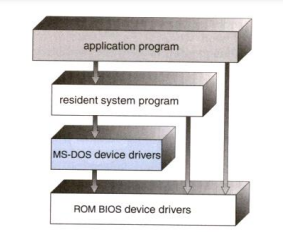 application program
resident system program
MS-DOS device drivers
ROM BIOS device drivers